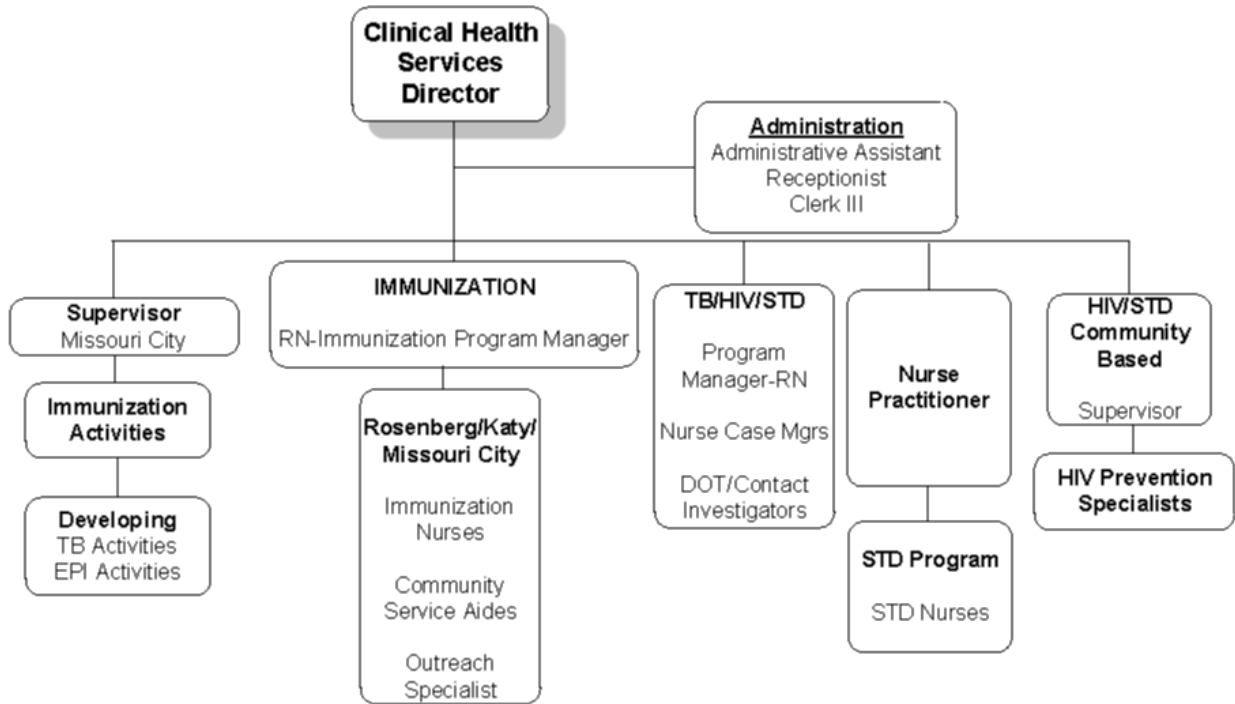 Clinical Health
Services
Director
Administration
Administrative Assistant
Receptionist
Clerk III
Supervisor
Missouri City
Immunization
Activities
Developing
TB Activities
EPI Activities
IMMUNIZATION
RN-Immunization Program Manager
Rosenberg/Katy/
Missouri City
Immunization
Nurses
Community
Service Aides
Outreach
Specialist
TB/HIV/STD
Program
Manager-RN
Nurse Case Mgrs
DOT/Contact
Investigators
Nurse
Practitioner
STD Program
STD Nurses
HIV/STD
Community
Based
Supervisor
HIV Prevention
Specialists